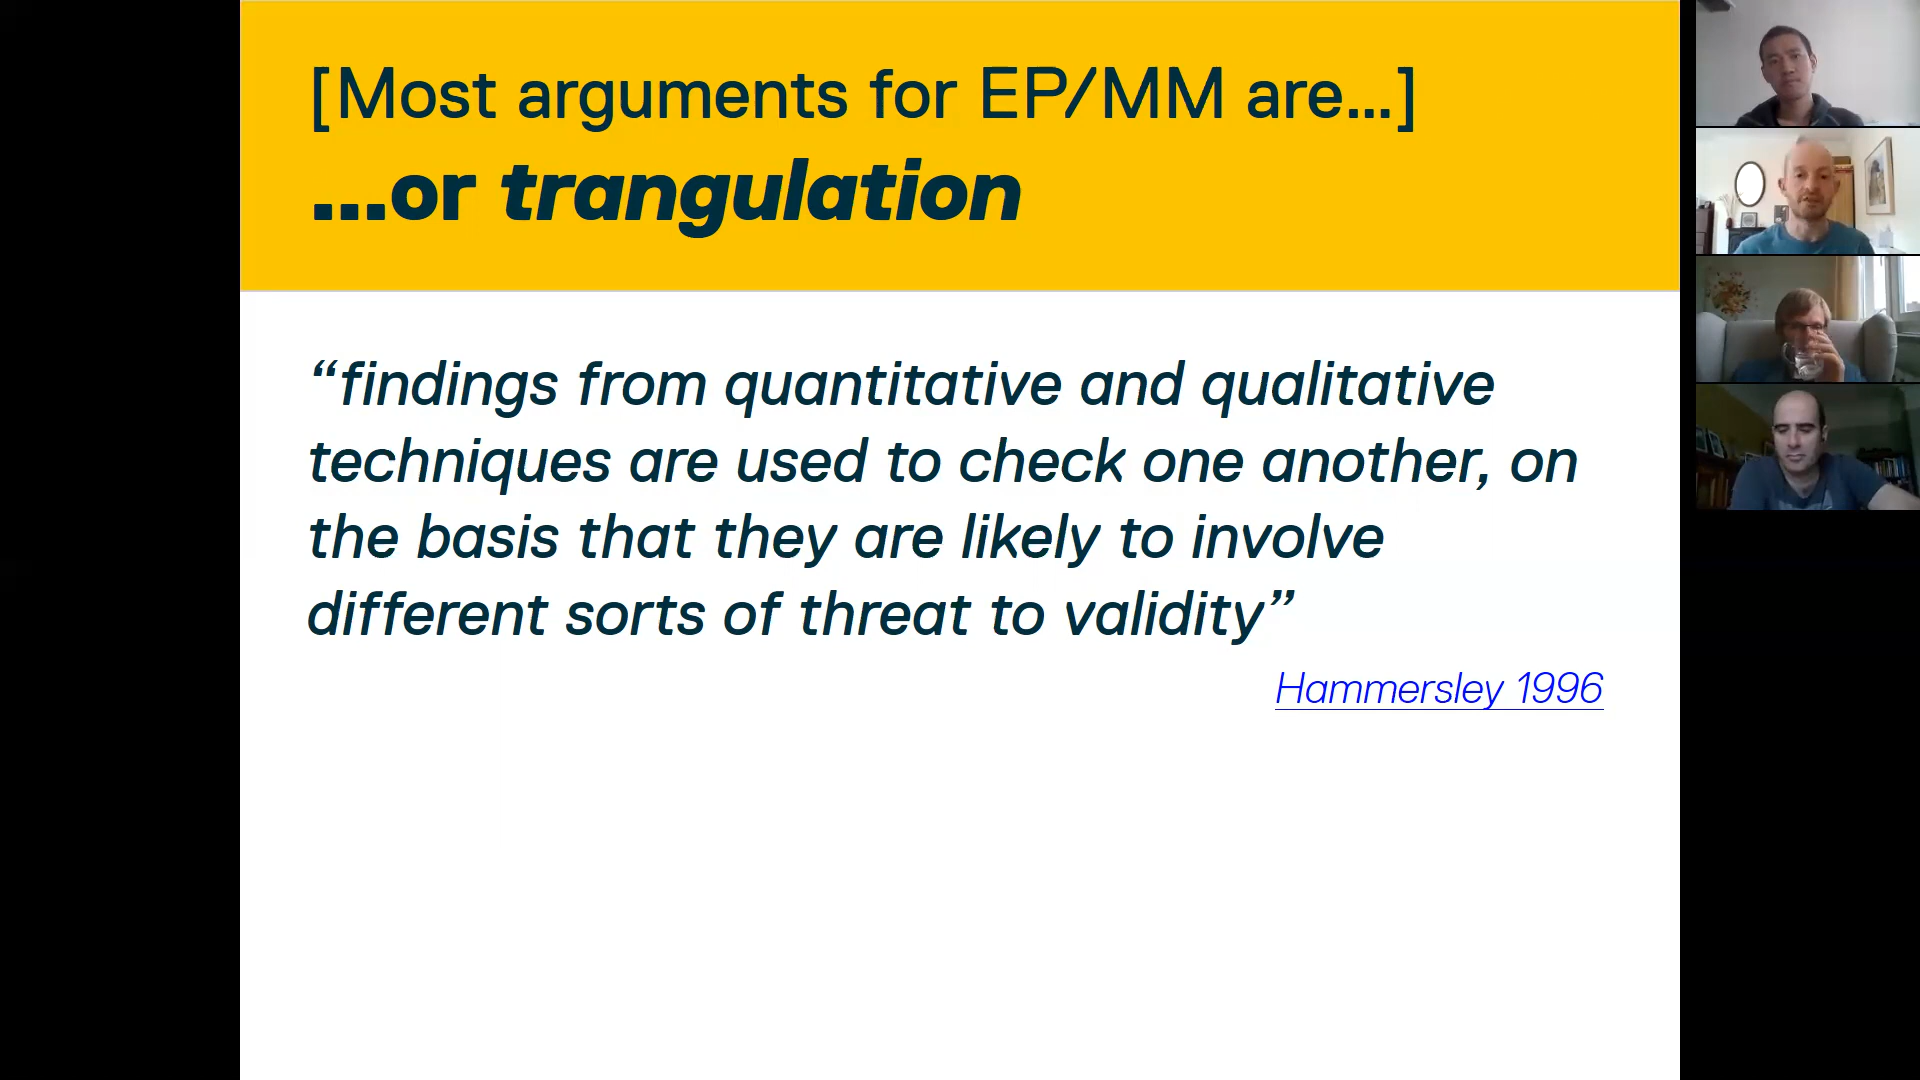 [Most arguments for EP/MM are...]
...or trangulation
“findings from quantitative and qualitative
techniques are used to check one another, on
the basis that they are likely to involve
different sorts of threat to validity”
Hammersley 1996